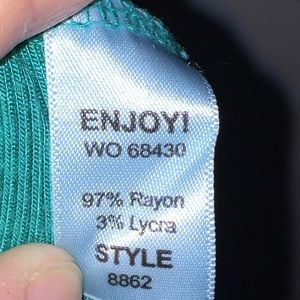 ENJOY!
WO 68430
97% Rayon
3% Lycra
STYLE
8862